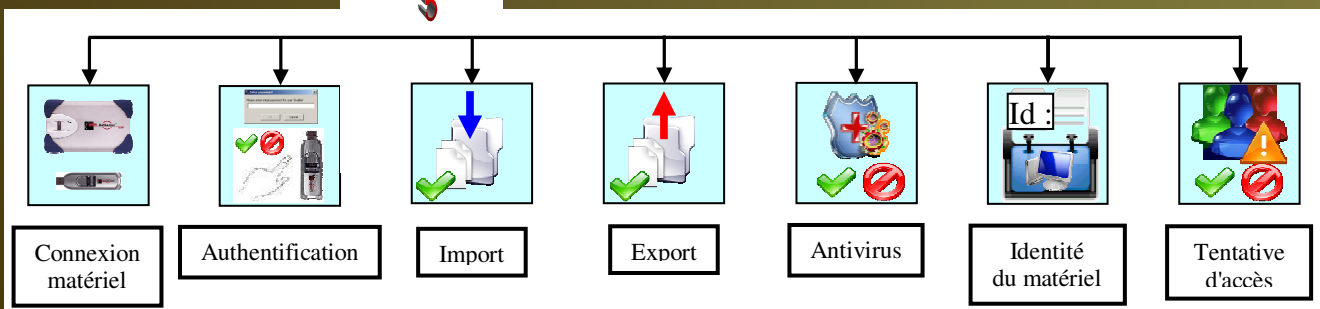 Id :
Connexion
matériel
Authentification
Import
Export
Antivirus
Identité
du matériel
Tentative
d'accès